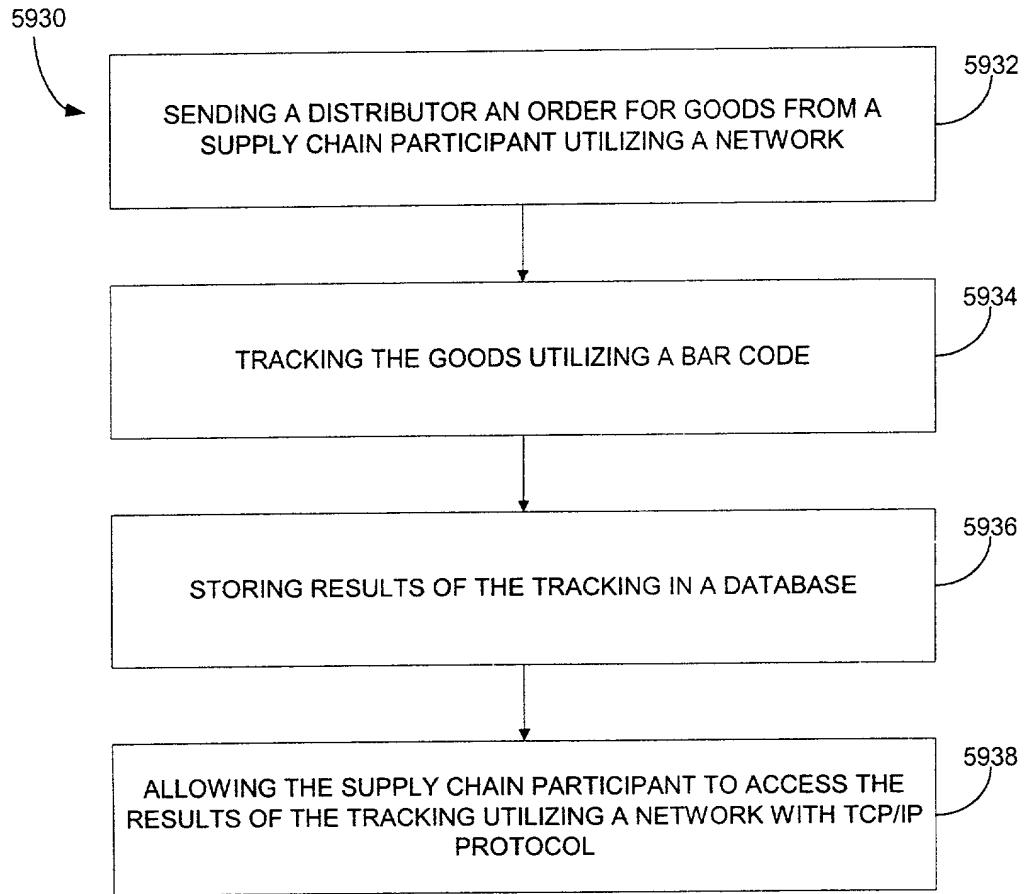 5930
5932
SENDING A DISTRIBUTOR AN ORDER FOR GOODS FROM A
SUPPLY CHAIN PARTICIPANT UTILIZING A NETWORK
5934
TRACKING THE GOODS UTILIZING A BAR CODE
5936
STORING RESULTS OF THE TRACKING IN A DATABASE
5938
ALLOWING THE SUPPLY CHAIN PARTICIPANT TO ACCESS THE
RESULTS OF THE TRACKING UTILIZING A NETWORK WITH TCP/IP
PROTOCOL